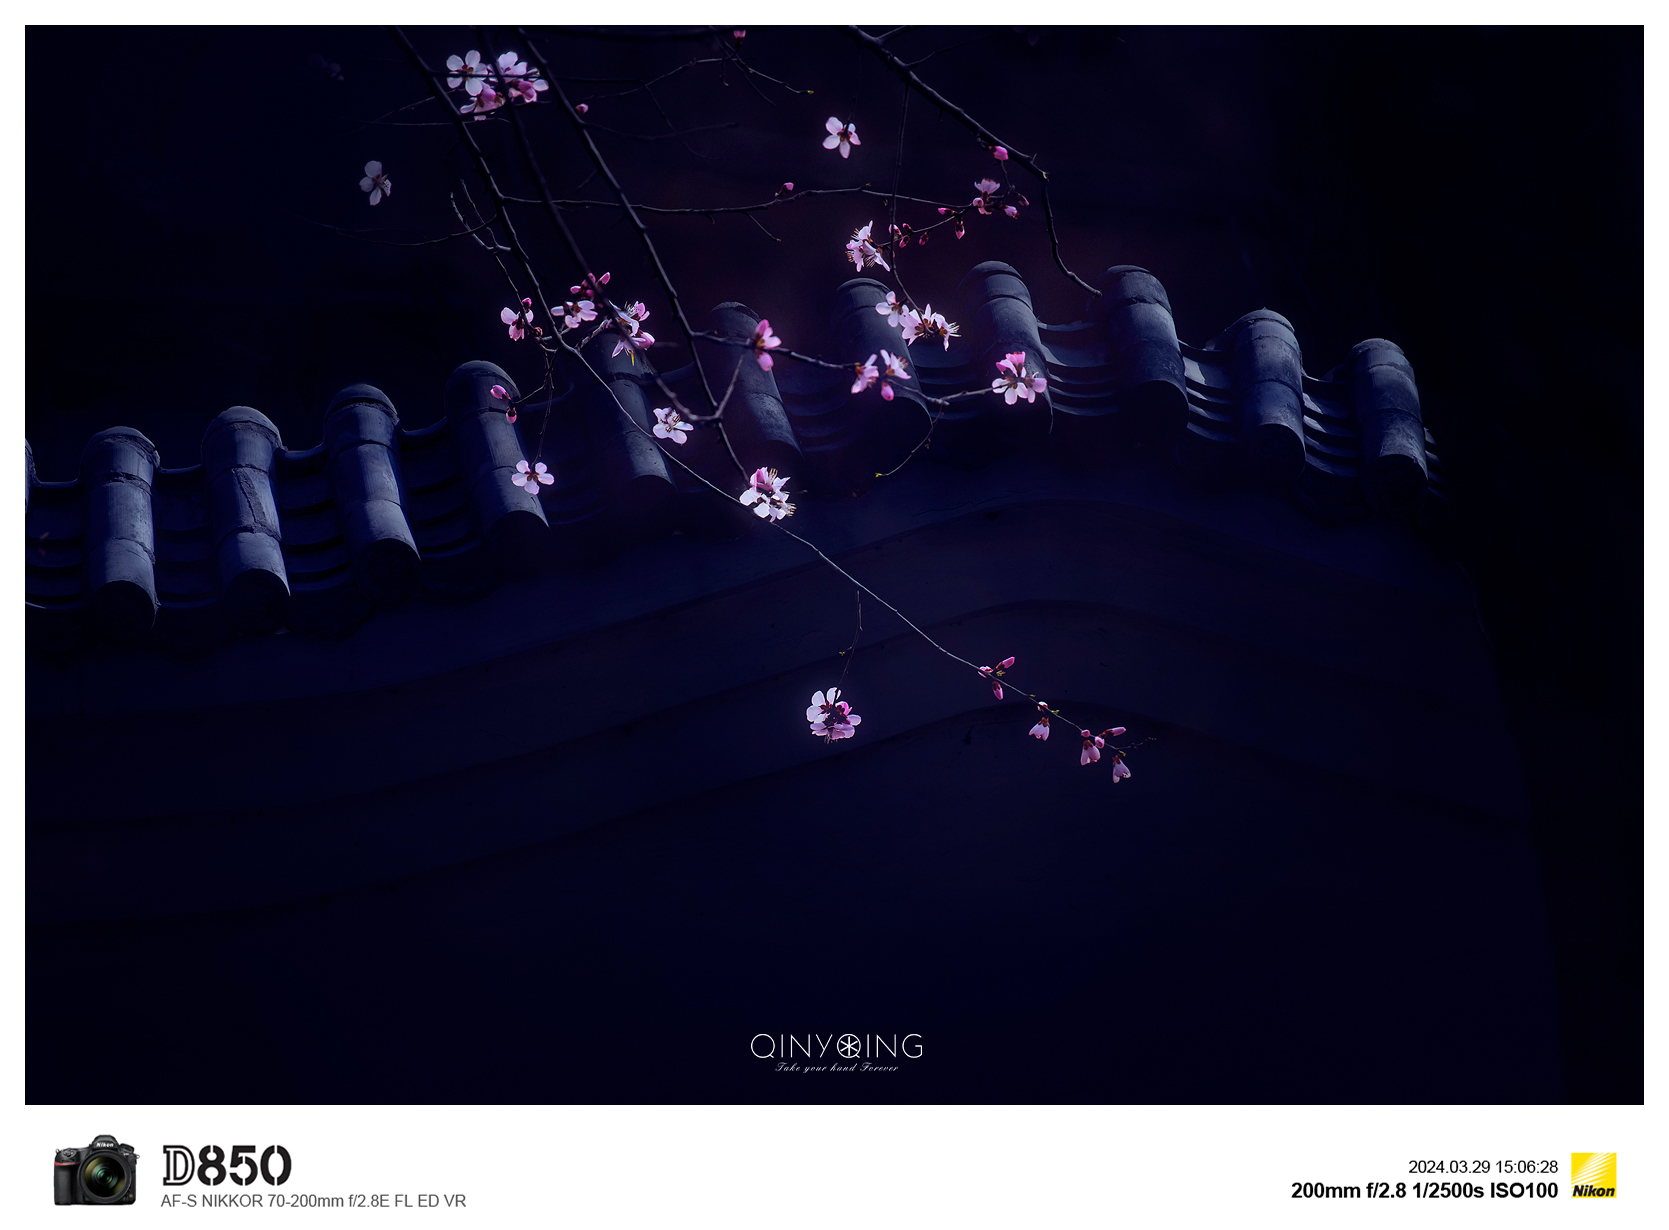 QINYQING
Take your hand Forever
Nikon
D850
AF-S NIKKOR 70-200mm f/2.8E FL ED VR
2024.03.29 15:06:28
200mm f/2.8 1/2500s ISO100
Nikon